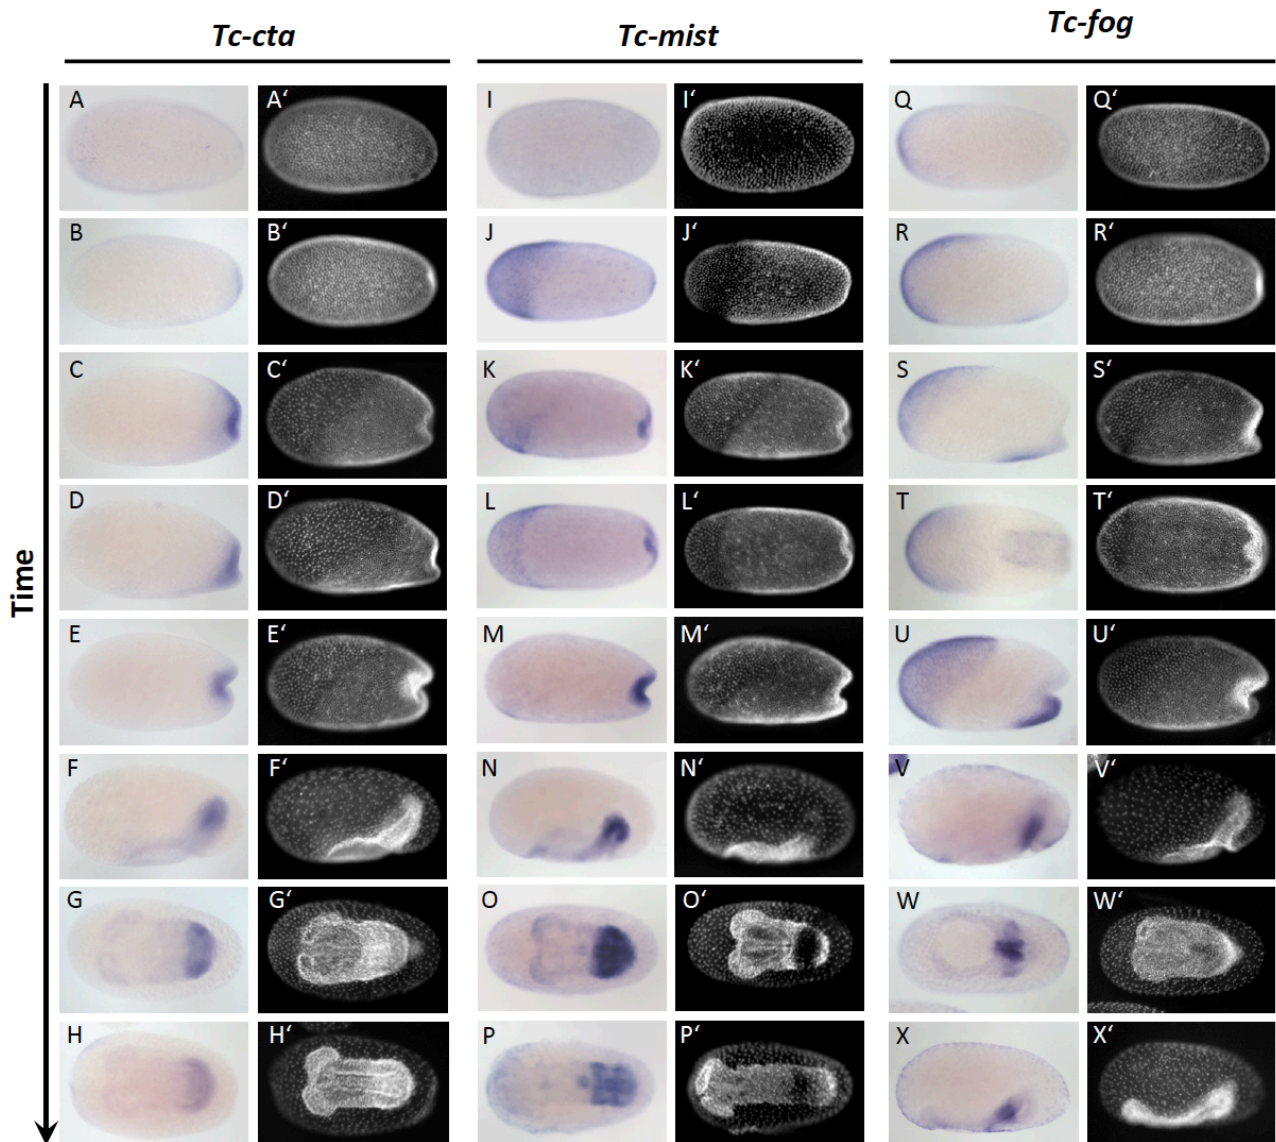 Tc-cta Tc-mist Tc-fog
A A‘ I I‘ Q Q‘
B B‘ J J‘ R R‘
C C‘ K K‘ S S‘
D D‘ L L‘ T T‘
Time
E E‘ M M‘ U U‘
F F‘ N N‘ V V‘
G G‘ O O‘ W W‘
H H‘ P P‘ X X‘